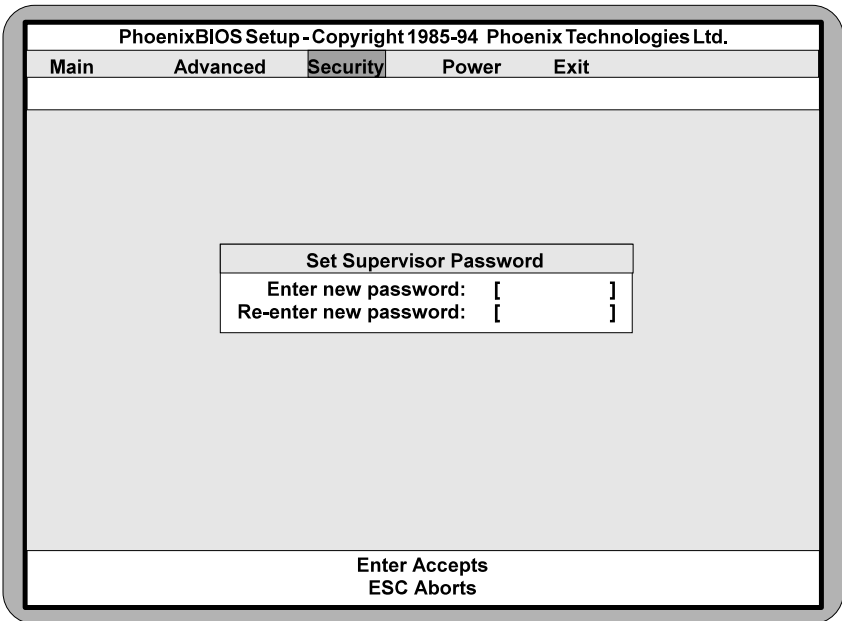 PhoenixBIOS Setup - Copyright 1985-94 Phoenix Technologies Ltd.
Main Advanced Security Power Exit
Set Supervisor Password
Enter new password: [ ]
Re-enter new password: [ ]
Enter Accepts
ESC Aborts